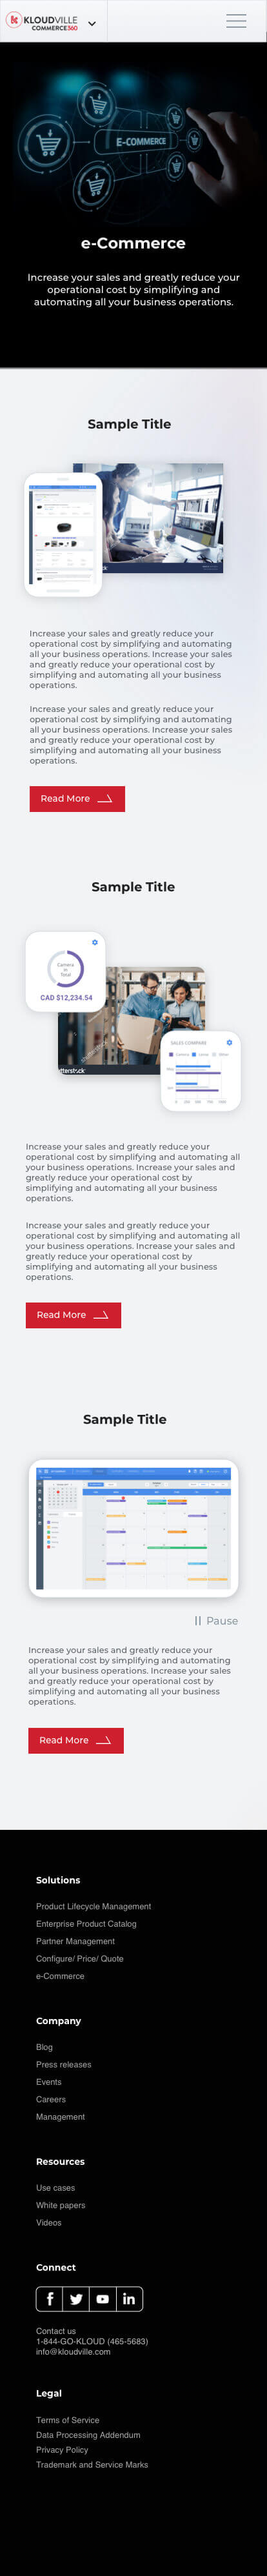 KLOUDVILLE
COMMERCE360
E-COMMERCE
e-Commerce
Increase your sales and greatly reduce your
operational cost by simplifying and
automating all your business operations.
Sample Title
Increase your sales and greatly reduce your
operational cost by simplifying and automating
all your business operations. Increase your sales
and greatly reduce your operational cost by
simplifying and automating all your business
operations.
Increase your sales and greatly reduce your
operational cost by simplifying and automating
all your business operations. Increase your sales
and greatly reduce your operational cost by
simplifying and automating all your business
operations.
Read More
Sample Title
Camera
in
Total
CAD $12,234.54
SALES COMPARE
Increase your sales and greatly reduce your
operational cost by simplifying and automating all
your business operations. Increase your sales and
greatly reduce your operational cost by
simplifying and automating all your business
operations.
Increase your sales and greatly reduce your
operational cost by simplifying and automating all
your business operations. Increase your sales and
greatly reduce your operational cost by
simplifying and automating all your business
operations.
Read More
Sample Title
Pause
Increase your sales and greatly reduce your
operational cost by simplifying and automating
all your business operations. Increase your sales
and greatly reduce your operational cost by
simplifying and automating all your business
operations.
Read More
Solutions
Product Lifecycle Management
Enterprise Product Catalog
Partner Management
Configure/ Price/ Quote
e-Commerce
Company
Blog
Press releases
Events
Careers
Management
Resources
Use cases
White papers
Videos
Connect
Contact us
1-844-GO-KLOUD (465-5683)
info@kloudville.com
Legal
Terms of Service
Data Processing Addendum
Privacy Policy
Trademark and Service Marks